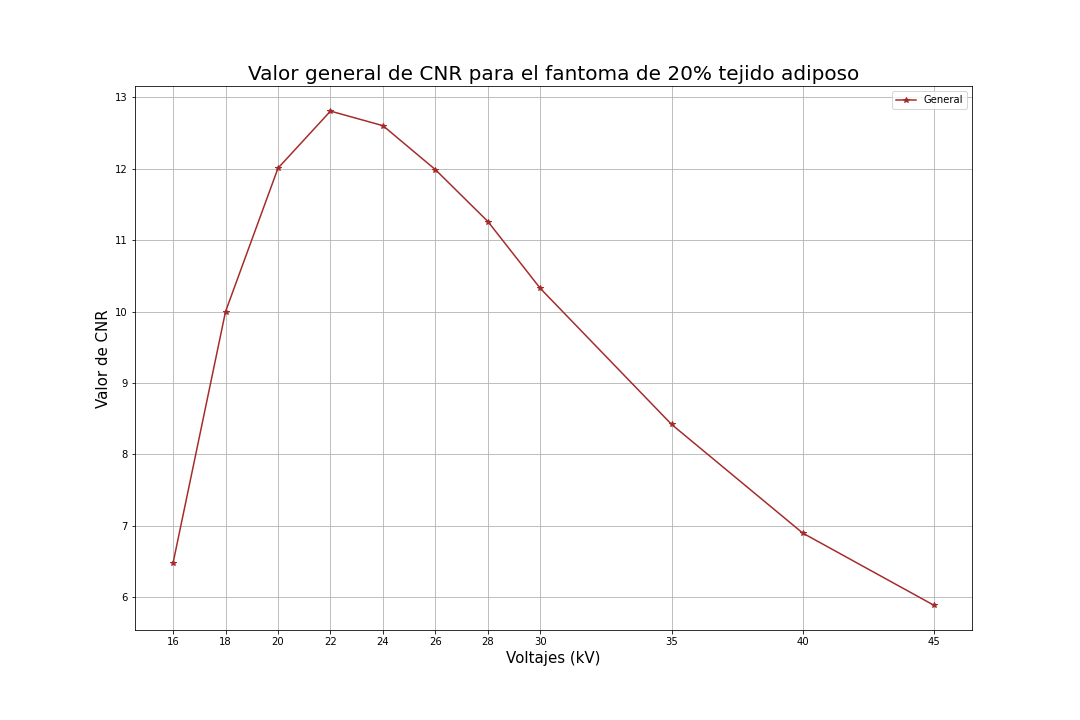 Valor general de CNR para el fantoma de 20% tejido adiposo
General
Valor de CNR
13
12
11
10
9
8
7
6
16 18 20 22 24 26 28 30 35 40 45
Voltajes (kV)